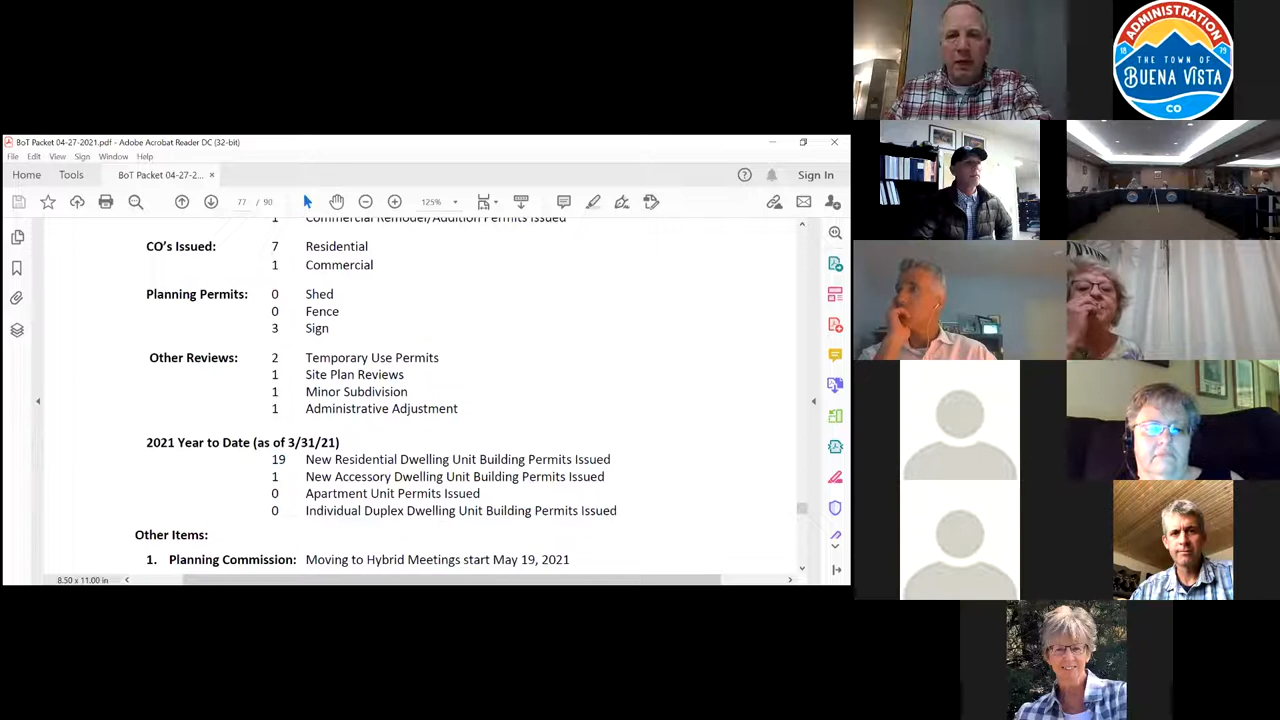 BoT Packet 04-27-2021.pdf - Adobe Acrobat Reader DC (32-bit)
File Edit View Sign Window Help
Home Tools BoT Packet 04-27-2... × Sign In
77 / 90 125%
1 Commercial Remodel/Addition Permits Issued
CO's Issued: 7 Residential
1 Commercial
Planning Permits: 0 Shed
0 Fence
3 Sign
Other Reviews: 2 Temporary Use Permits
1 Site Plan Reviews
1 Minor Subdivision
1 Administrative Adjustment
2021 Year to Date (as of 3/31/21)
19 New Residential Dwelling Unit Building Permits Issued
1 New Accessory Dwelling Unit Building Permits Issued
0 Apartment Unit Permits Issued
0 Individual Duplex Dwelling Unit Building Permits Issued
Other Items:
1. Planning Commission: Moving to Hybrid Meetings start May 19, 2021
8.50 x 11.00 in
ADMINISTRATION
18 79
THE TOWN OF
BUENA VISTA
CO